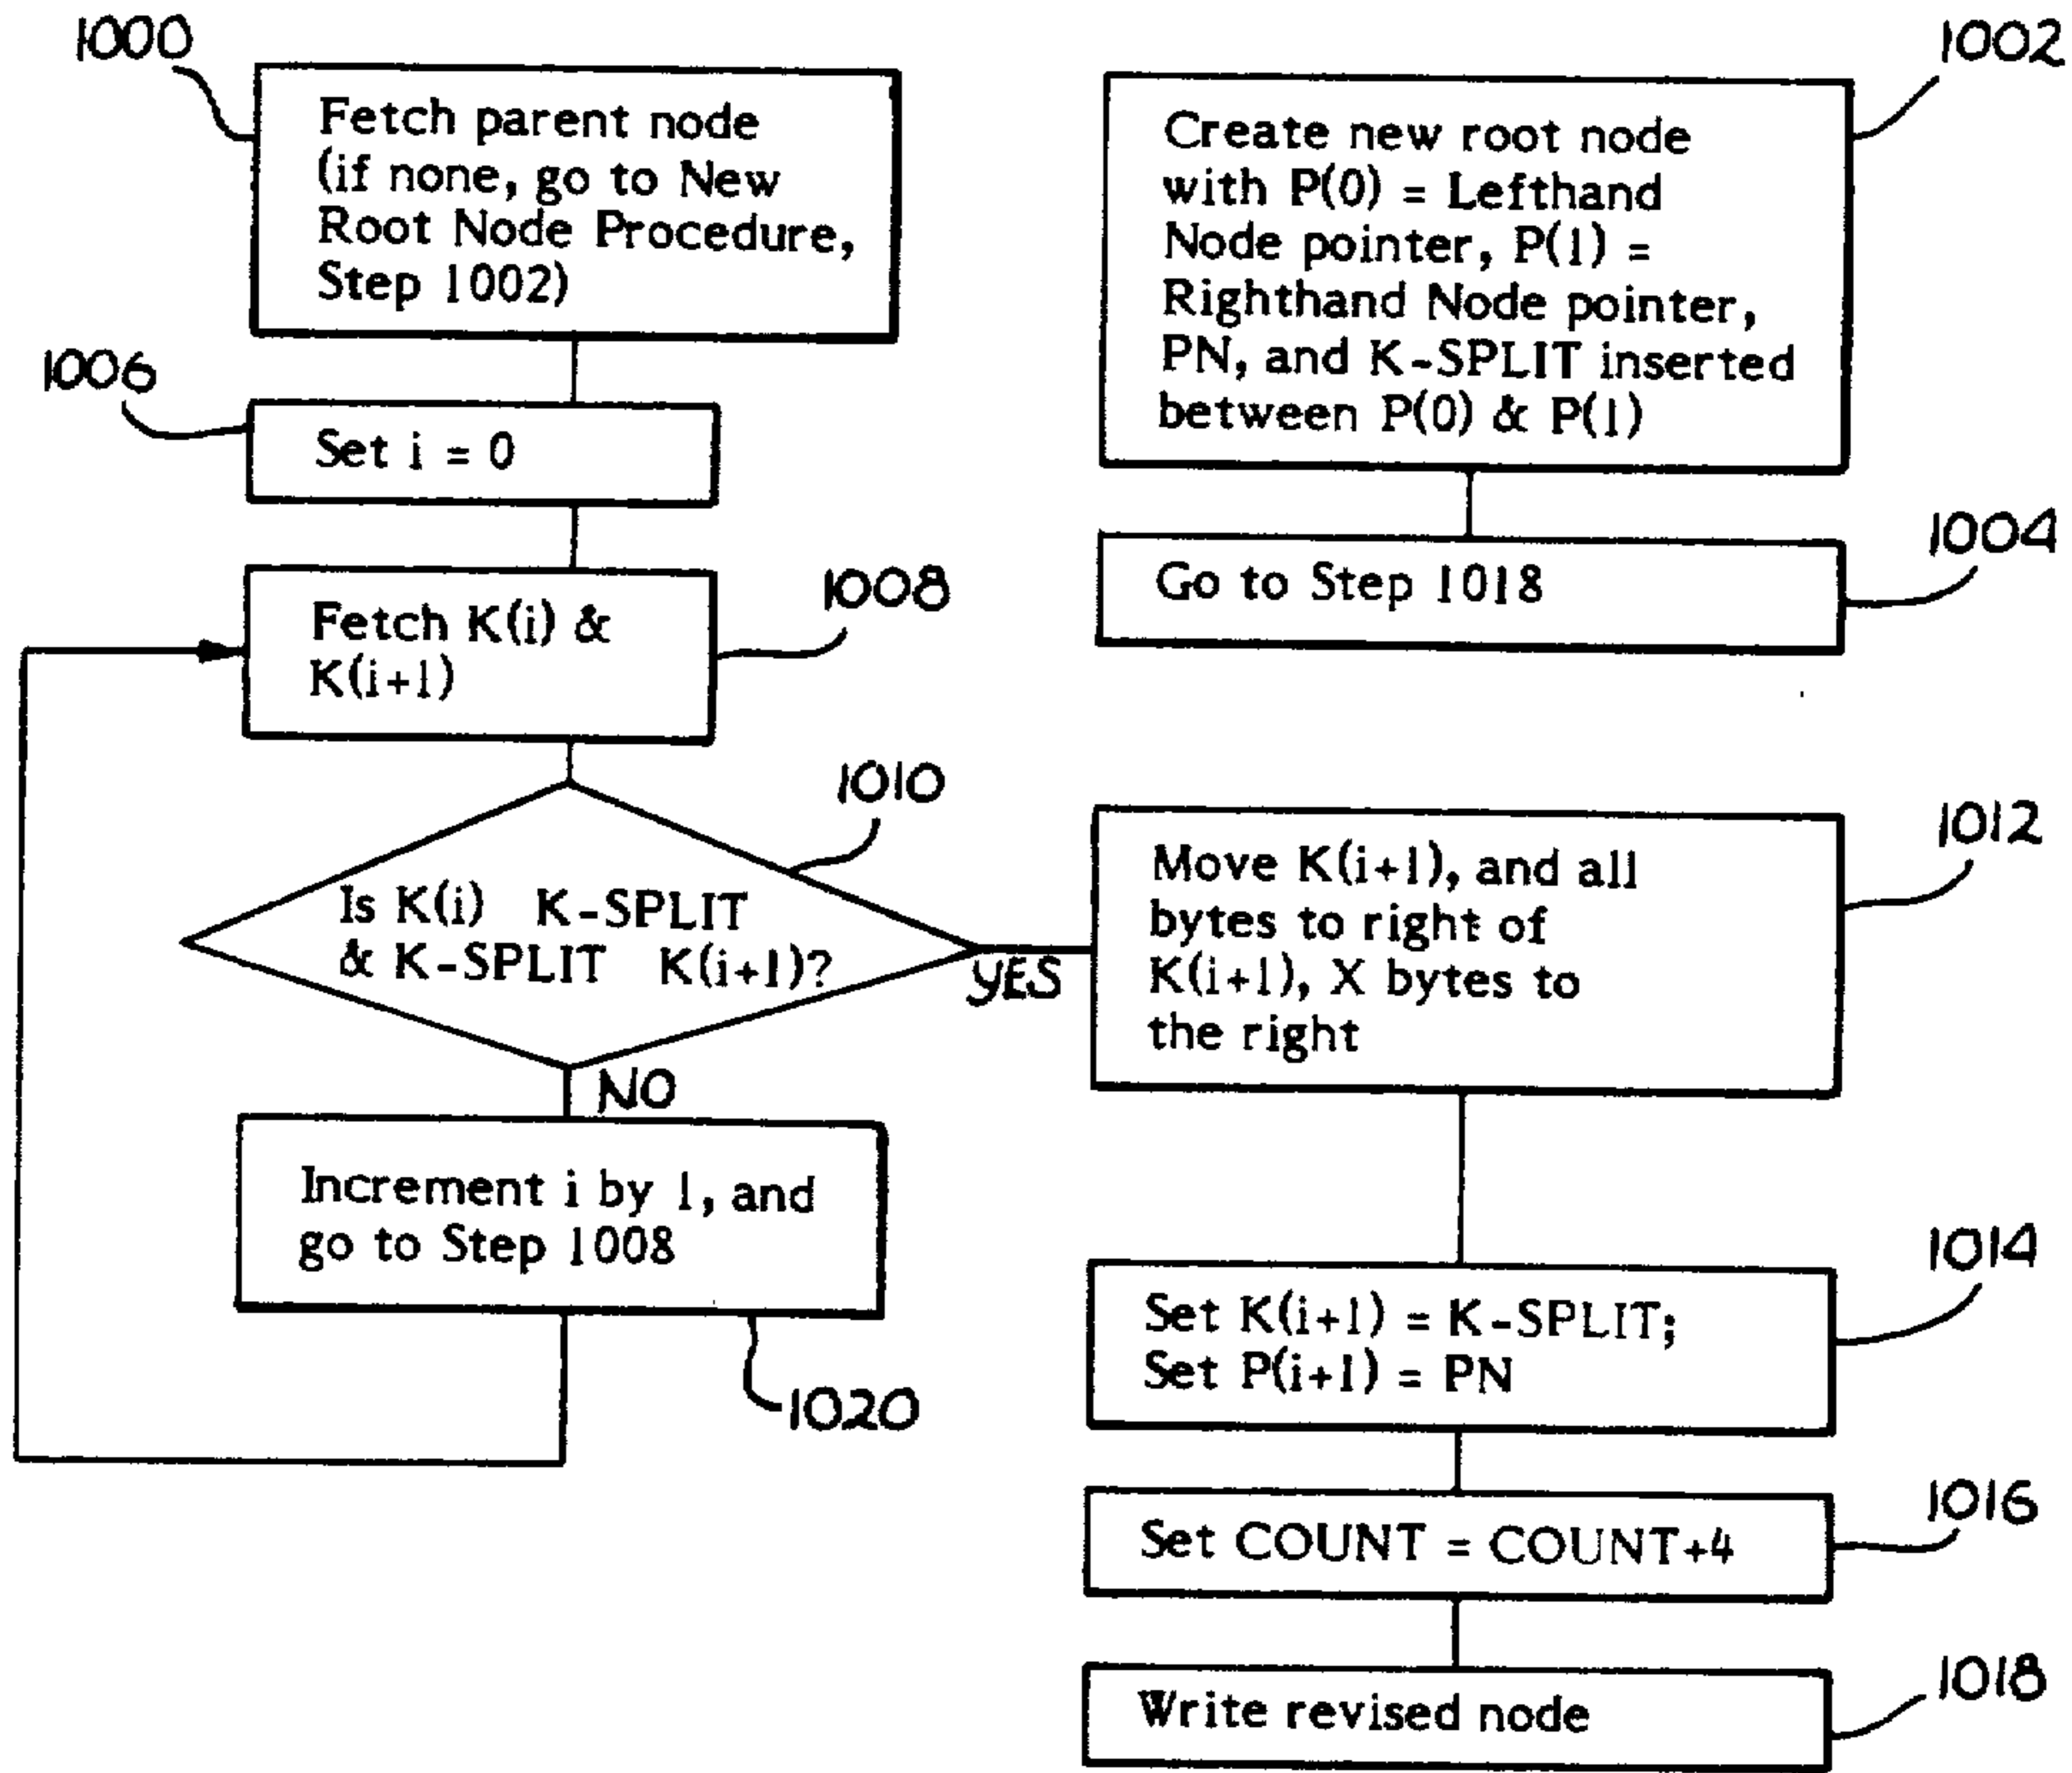 1000
Fetch parent node
(if none, go to New
Root Node Procedure,
Step 1002)
1006
Set i = 0
1008
Fetch K(i) &
K(i+1)
1010
Is K(i) K-SPLIT
& K-SPLIT K(i+1)?
YES
NO
Increment i by 1, and
go to Step 1008
1020
1002
Create new root node
with P(0) = Lefthand
Node pointer, P(1) =
Righthand Node pointer,
PN, and K-SPLIT inserted
between P(0) & P(1)
1004
Go to Step 1018
1012
Move K(i+1), and all
bytes to right of
K(i+1), X bytes to
the right
1014
Set K(i+1) = K-SPLIT;
Set P(i+1) = PN
1016
Set COUNT = COUNT+4
1018
Write revised node